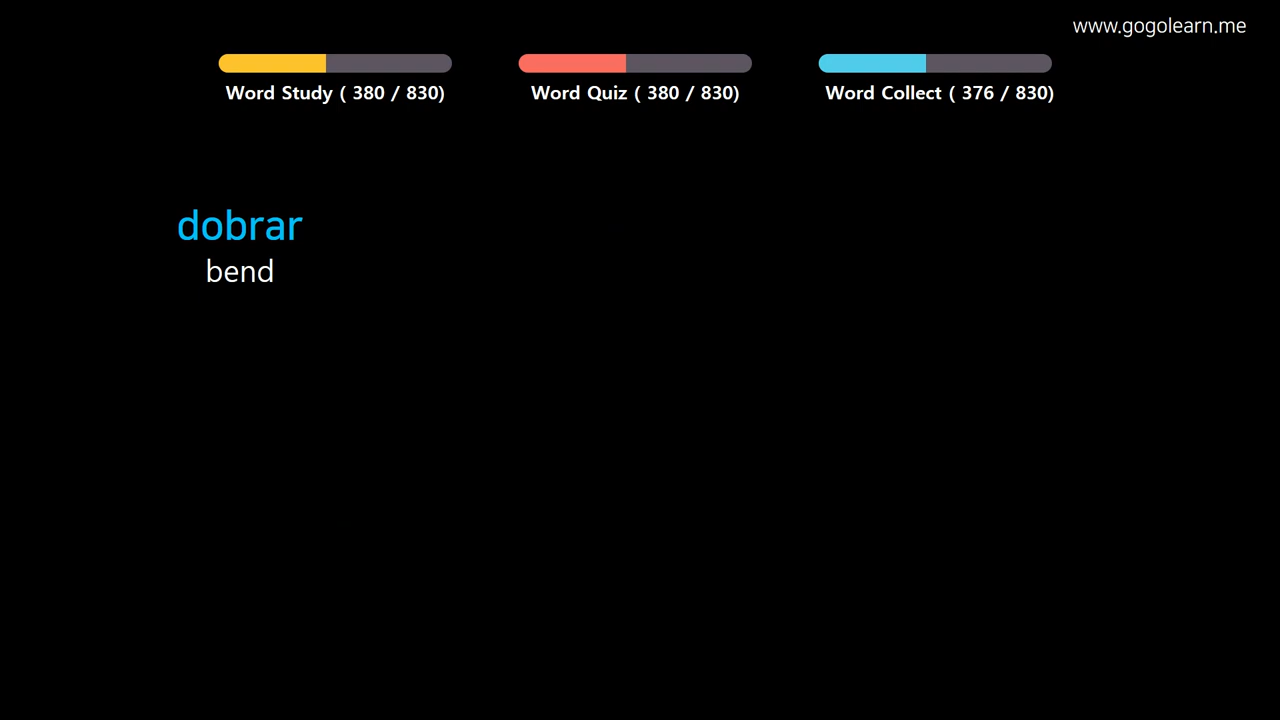 www.gogolearn.me
Word Study ( 380 / 830)
Word Quiz ( 380 / 830)
Word Collect ( 376 / 830)
dobrar
bend